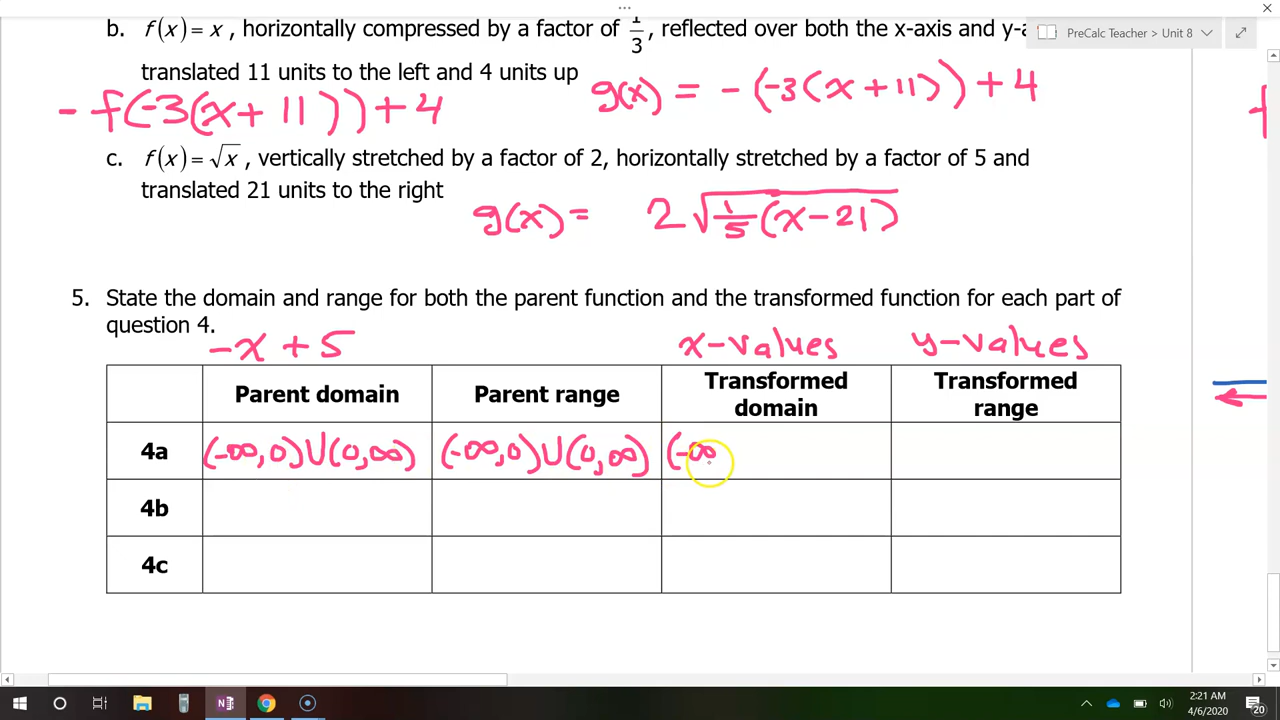 PreCalc Teacher > Unit 8
b. f(x) = x, horizontally compressed by a factor of 1/3, reflected over both the x-axis and y-a
translated 11 units to the left and 4 units up
g(x) = -(-3(x+11))+4
-f(-3(x+11))+4
c. f(x) = √x, vertically stretched by a factor of 2, horizontally stretched by a factor of 5 and
translated 21 units to the right
g(x)= 2√(1/5(x-21))
5. State the domain and range for both the parent function and the transformed function for each part of
question 4.
-x+5 x-values y-values
Parent domain Parent range Transformed domain Transformed range
4a (-∞,0)∪(0,∞) (-∞,0)∪(0,∞) (-∞
4b
4c
2:21 AM
4/6/2020
20